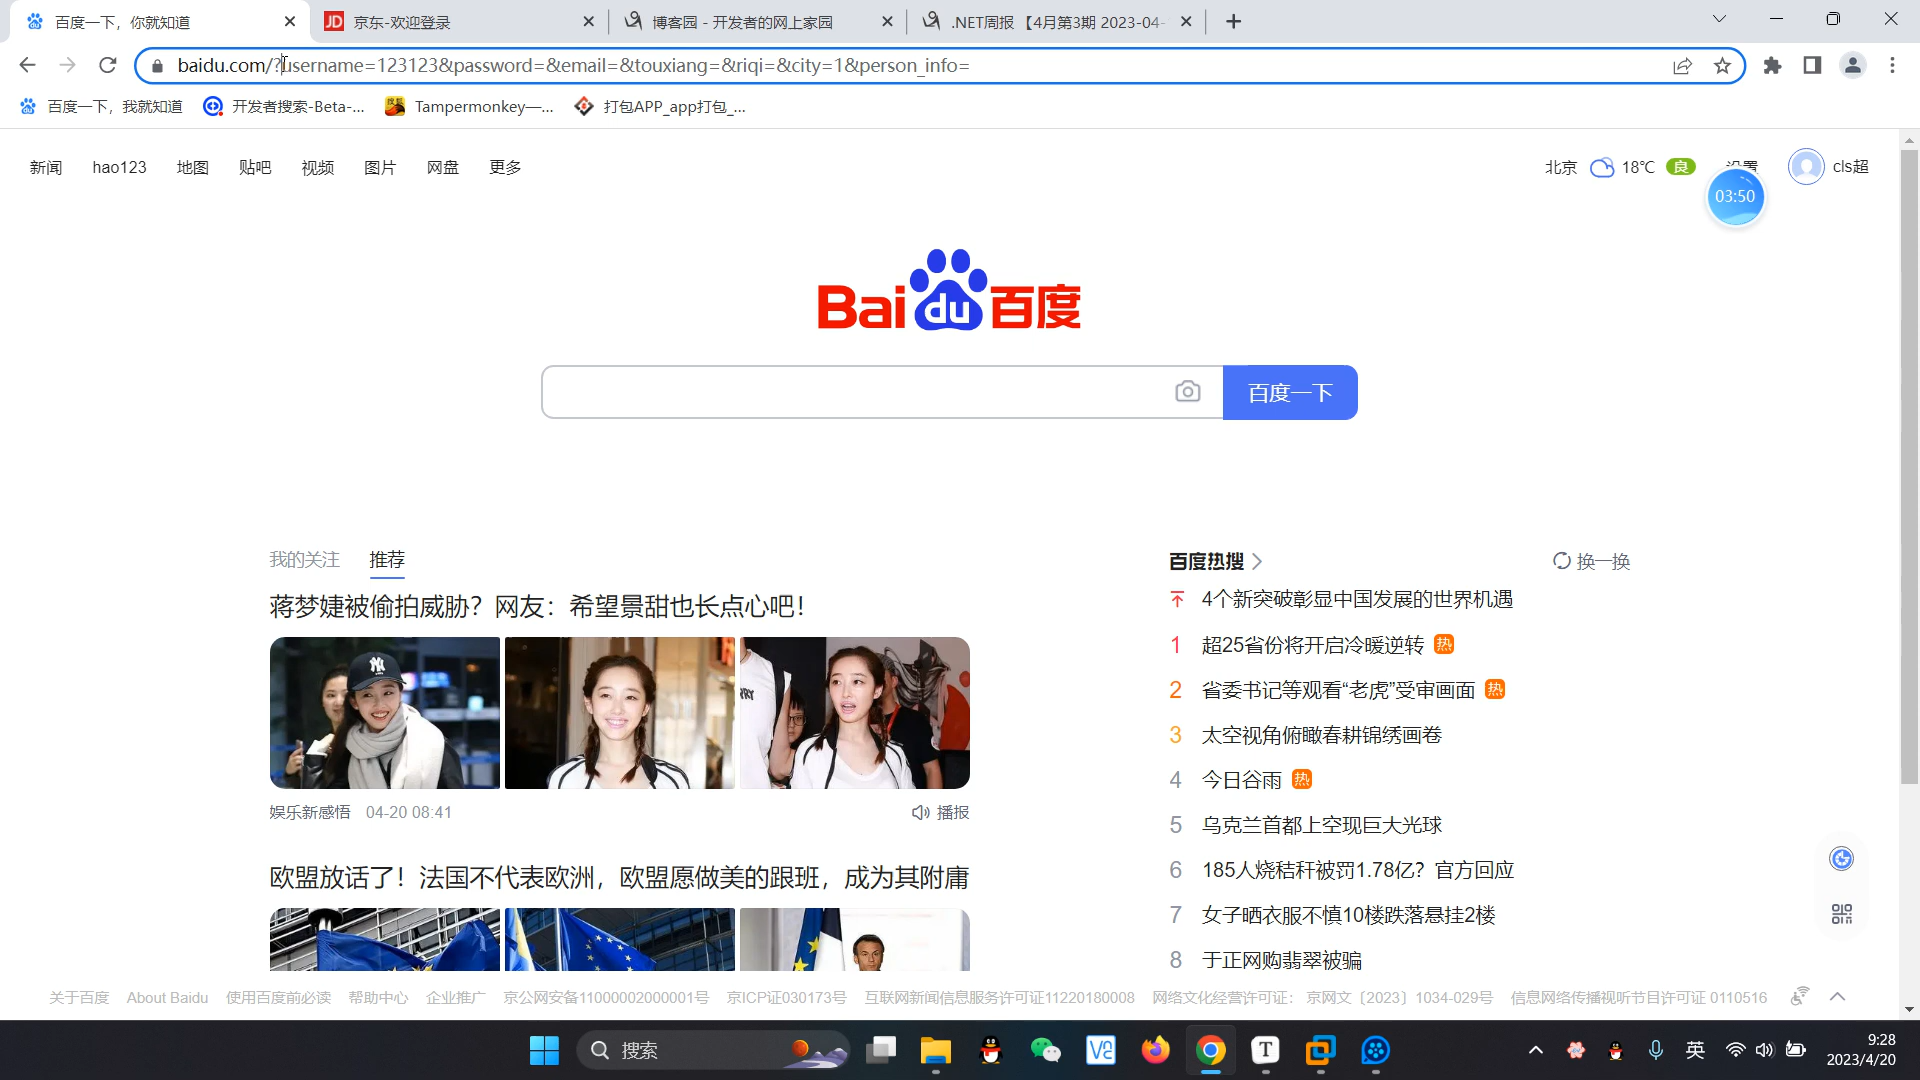 百度一下，你就知道
京东-欢迎登录
博客园 - 开发者的网上家园
.NET周报 【4月第3期 2023-04-
baidu.com/?username=123123&password=&email=&touxiang=&riqi=&city=1&person_info=
百度一下，我就知道
开发者搜索-Beta-...
Tampermonkey—...
打包APP_app打包_...
新闻
hao123
地图
贴吧
视频
图片
网盘
更多
北京
18℃
良
设置
cls超
03:50
Bai du 百度
百度一下
我的关注
推荐
蒋梦婕被偷拍威胁？网友：希望景甜也长点心吧！
娱乐新感悟 04-20 08:41
播报
欧盟放话了！法国不代表欧洲，欧盟愿做美的跟班，成为其附庸
百度热搜
换一换
4个新突破彰显中国发展的世界机遇
1 超25省份将开启冷暖逆转 热
2 省委书记等观看“老虎”受审画面 热
3 太空视角俯瞰春耕锦绣画卷
4 今日谷雨 热
5 乌克兰首都上空现巨大光球
6 185人烧秸秆被罚1.78亿？官方回应
7 女子晒衣服不慎10楼跌落悬挂2楼
8 于正网购翡翠被骗
关于百度 About Baidu 使用百度前必读 帮助中心 企业推广 京公网安备11000002000001号 京ICP证030173号 互联网新闻信息服务许可证11220180008 网络文化经营许可证： 京网文〔2023〕1034-029号 信息网络传播视听节目许可证 0110516
搜索
英
9:28
2023/4/20